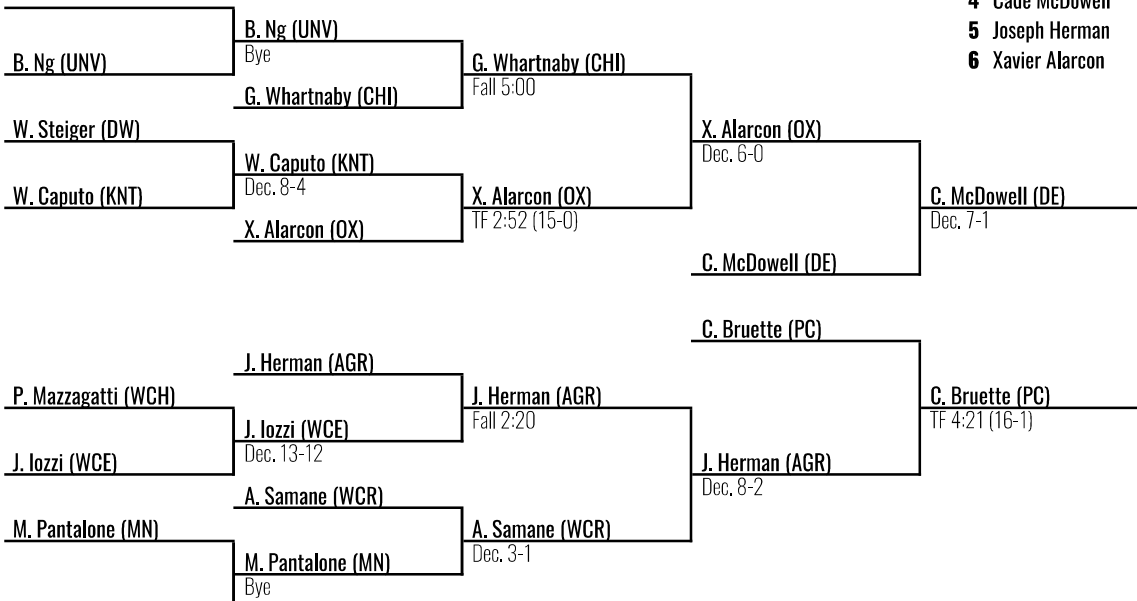 4 Cade McDowell
5 Joseph Herman
6 Xavier Alarcon
B. Ng (UNV)
B. Ng (UNV)
Bye
G. Whartnaby (CHI)
Fall 5:00
G. Whartnaby (CHI)
W. Steiger (DW)
X. Alarcon (OX)
Dec. 6-0
W. Caputo (KNT)
Dec. 8-4
W. Caputo (KNT)
X. Alarcon (OX)
TF 2:52 (15-0)
C. McDowell (DE)
Dec. 7-1
X. Alarcon (OX)
C. McDowell (DE)
C. Bruette (PC)
J. Herman (AGR)
P. Mazzagatti (WCH)
J. Herman (AGR)
Fall 2:20
C. Bruette (PC)
TF 4:21 (16-1)
J. Iozzi (WCE)
Dec. 13-12
J. Iozzi (WCE)
J. Herman (AGR)
Dec. 8-2
A. Samane (WCR)
M. Pantalone (MN)
A. Samane (WCR)
Dec. 3-1
M. Pantalone (MN)
Bye